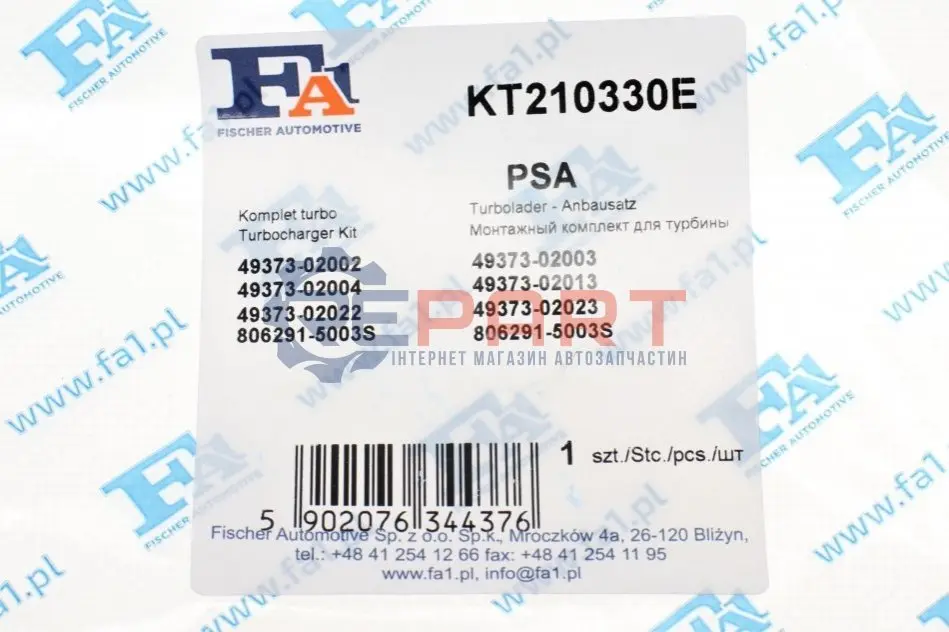 FA1
FISCHER AUTOMOTIVE
KT210330E
PSA
Komplet turbo
Turbocharger Kit
Turbolader - Anbausatz
Монтажный комплект для турбины
49373-02002 49373-02003
49373-02004 49373-02013
49373-02022 49373-02023
806291-5003S 806291-5003S
EPART
ІНТЕРНЕТ МАГАЗИН АВТОЗАПЧАСТИН
1 szt./Stc./pcs./шт
5 902076 344376
Fischer Automotive Sp. z o.o. Sp.k., Mroczków 4a, 26-120 Bliżyn,
tel.: +48 41 254 12 66 fax: +48 41 254 11 95
www.fa1.pl, info@fa1.pl
www.fa1.pl
FA1
FISCHER AUTOMOTIVE